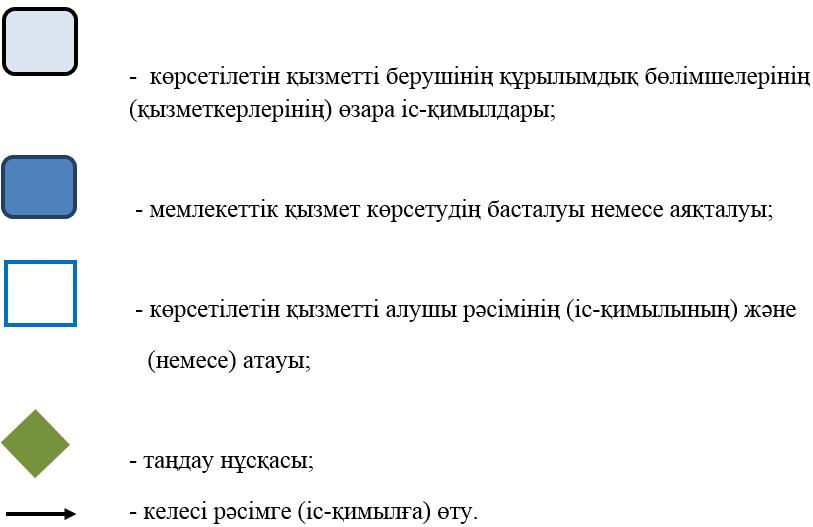 - көрсетілетін қызметті берушінің құрылымдық бөлімшелерінің
(қызметкерлерінің) өзара іс-қимылдары;
- мемлекеттік қызмет көрсетудің басталуы немесе аяқталуы;
- көрсетілетін қызметті алушы рәсімінің (іс-қимылының) және
(немесе) атауы;
- таңдау нұсқасы;
- келесі рәсімге (іс-қимылға) өту.